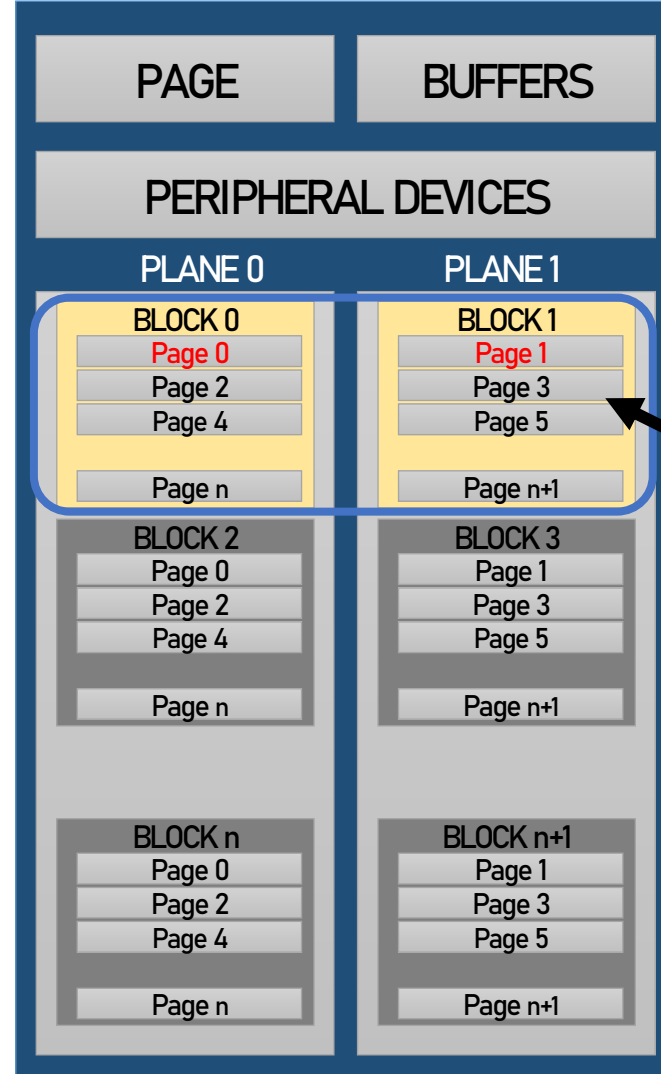 PAGE
BUFFERS
PERIPHERAL DEVICES
PLANE 0
PLANE 1
BLOCK 0
Page 0
Page 2
Page 4
Page n
BLOCK 1
Page 1
Page 3
Page 5
Page n+1
BLOCK 2
Page 0
Page 2
Page 4
Page n
BLOCK 3
Page 1
Page 3
Page 5
Page n+1
BLOCK n
Page 0
Page 2
Page 4
Page n
BLOCK n+1
Page 1
Page 3
Page 5
Page n+1